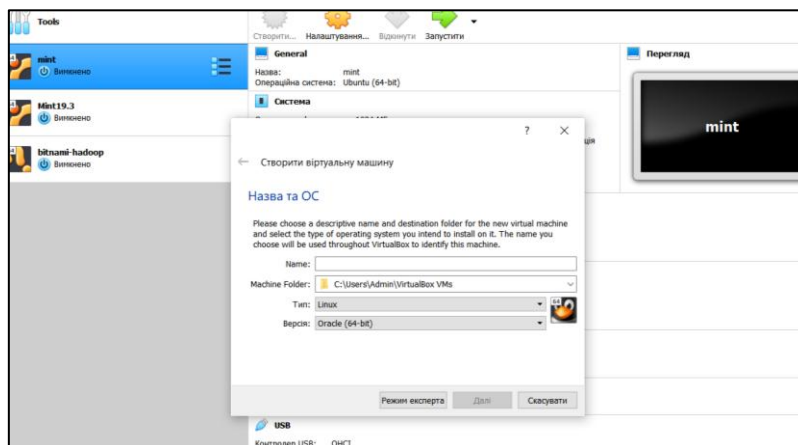 Tools
Створити... Налаштування... Відкинути Запустити
mint
Вимкнено
Mint19.3
Вимкнено
bitnami-hadoop
Вимкнено
General
Назва: mint
Операційна система: Ubuntu (64-bit)
Система
Перегляд
mint
ція
? ×
Створити віртуальну машину
Назва та ОС
Please choose a descriptive name and destination folder for the new virtual machine
and select the type of operating system you intend to install on it. The name you
choose will be used throughout VirtualBox to identify this machine.
Name:
Machine Folder: C:\Users\Admin\VirtualBox VMs
Тип: Linux
64
Версія: Oracle (64-bit)
Режим експерта Далі Скасувати
USB
Контролер USB: OHCI